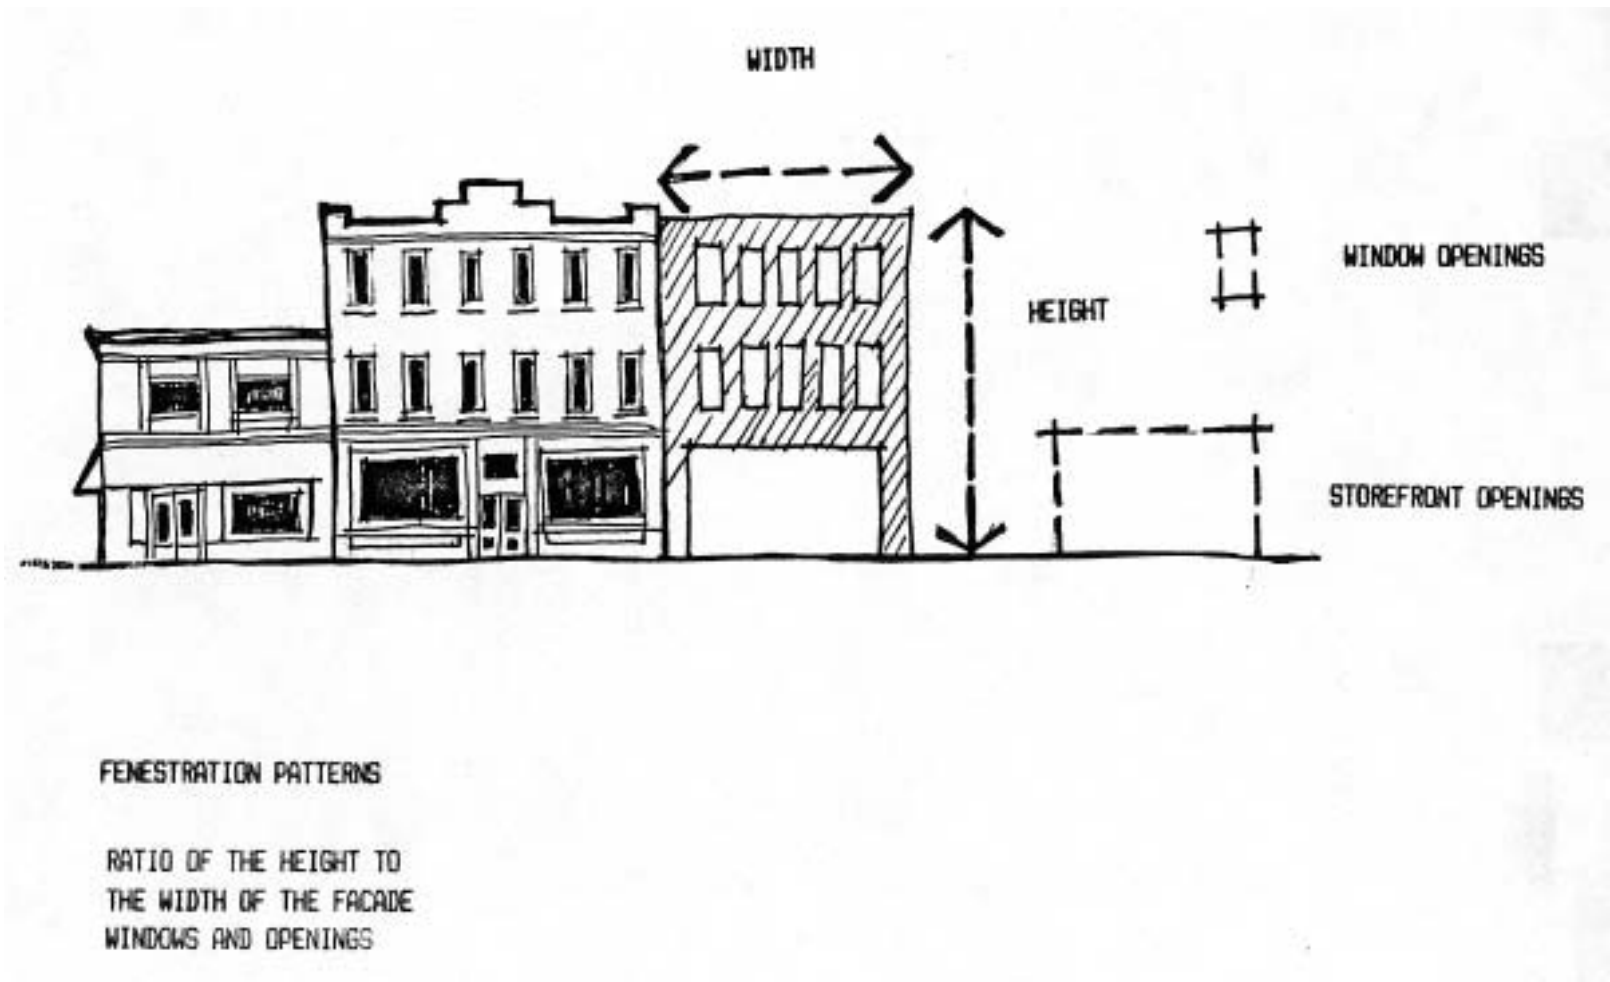 WIDTH
WINDOW OPENINGS
HEIGHT
STOREFRONT OPENINGS
FENESTRATION PATTERNS
RATIO OF THE HEIGHT TO
THE WIDTH OF THE FACADE
WINDOWS AND OPENINGS